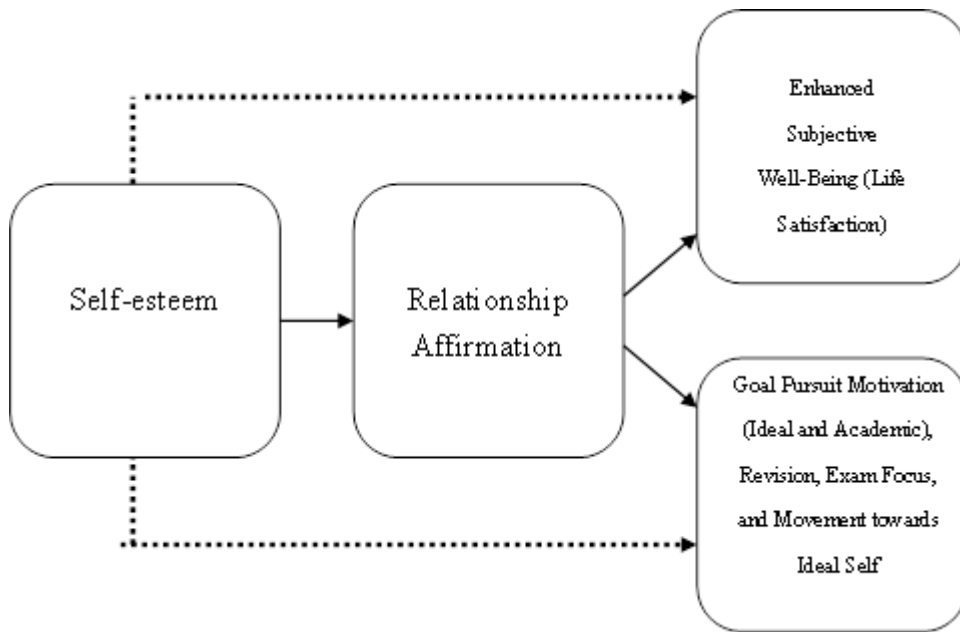 Enhanced
Subjective
Well-Being (Life
Satisfaction)
Self-esteem
Relationship
Affirmation
Goal Pursuit Motivation
(Ideal and Academic),
Revision, Exam Focus,
and Movement towards
Ideal Self